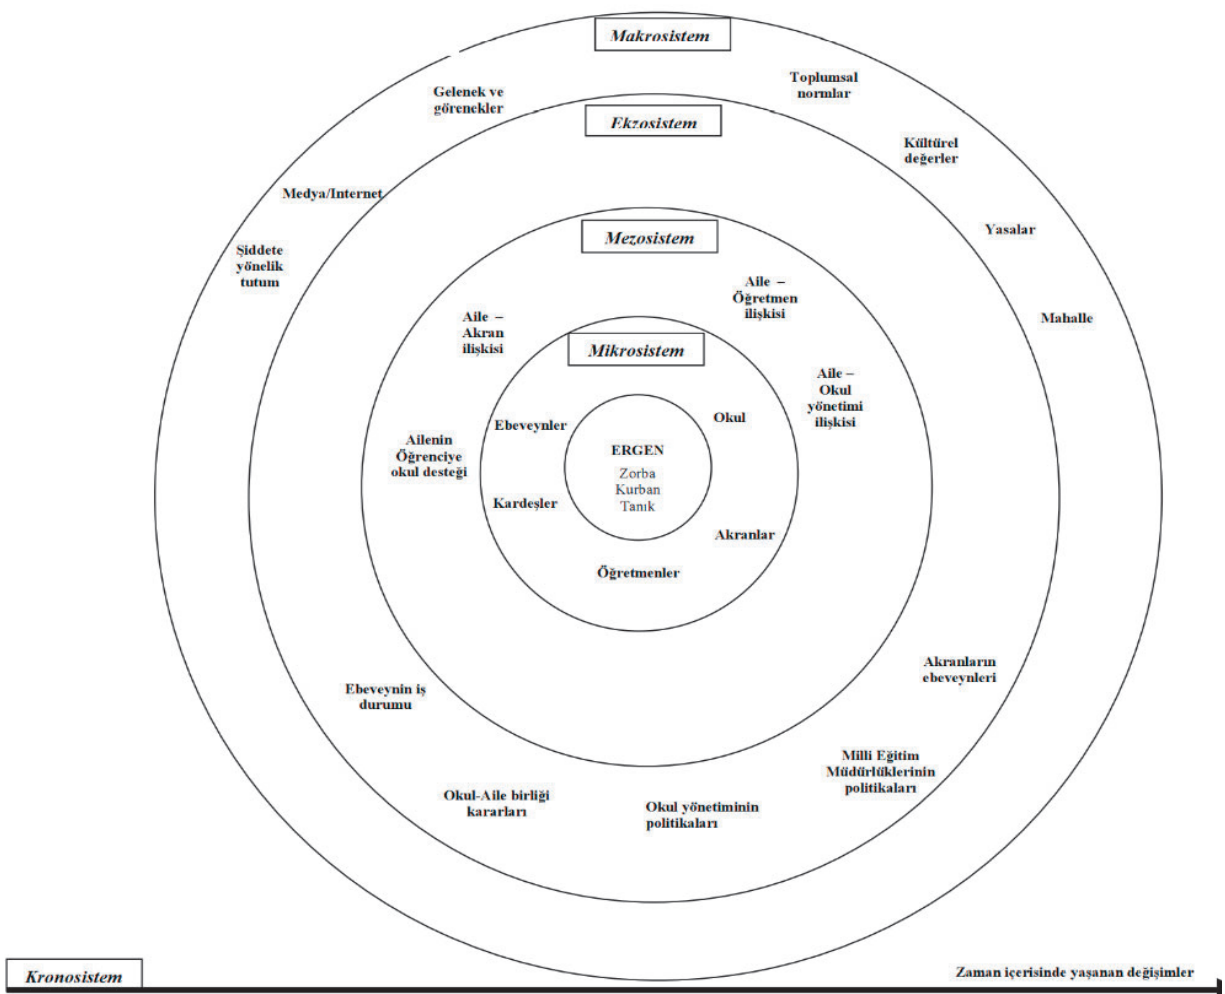 Makrosistem
Toplumsal
normlar
Gelenek ve
görenekler
Ekzosistem
Kültürel
değerler
Medya/Internet
Yasalar
Şiddete
yönelik
tutum
Mahalle
Mezosistem
Aile –
Öğretmen
ilişkisi
Aile –
Akran
ilişkisi
Mikrosistem
Aile –
Okul
yönetimi
ilişkisi
Ebeveynler
Okul
Ailenin
Öğrenciye
okul desteği
ERGEN
Zorba
Kurban
Tanık
Kardeşler
Akranlar
Öğretmenler
Akranların
ebeveynleri
Ebeveynin iş
durumu
Milli Eğitim
Müdürlüklerinin
politikaları
Okul-Aile birliği
kararları
Okul yönetiminin
politikaları
Kronosistem
Zaman içerisinde yaşanan değişimler